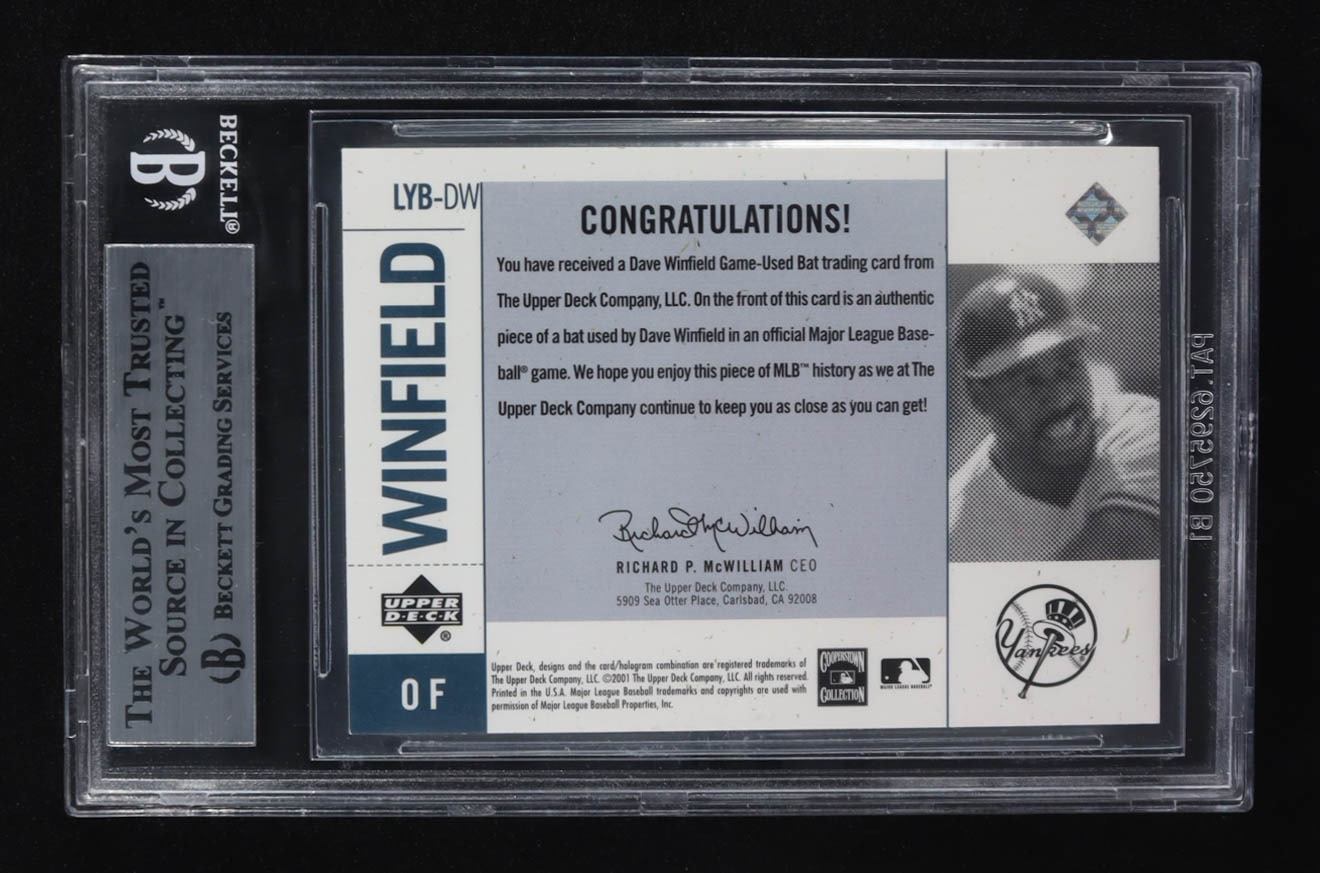 BECKETT®
B
THE WORLD'S MOST TRUSTED
SOURCE IN COLLECTING™
(B) BECKETT GRADING SERVICES
LYB-DW
WINFIELD
UPPER
D·E·C·K
®
OF
CONGRATULATIONS!
You have received a Dave Winfield Game-Used Bat trading card from
The Upper Deck Company, LLC. On the front of this card is an authentic
piece of a bat used by Dave Winfield in an official Major League Base-
ball® game. We hope you enjoy this piece of MLB™ history as we at The
Upper Deck Company continue to keep you as close as you can get!
Richard McWilliam
RICHARD P. McWILLIAM CEO
The Upper Deck Company, LLC.
5909 Sea Otter Place, Carlsbad, CA 92008
Upper Deck, designs and the card/hologram combination are registered trademarks of
The Upper Deck Company, LLC. ©2001 The Upper Deck Company, LLC. All rights reserved.
Printed in the U.S.A. Major League Baseball trademarks and copyrights are used with
permission of Major League Baseball Properties, Inc.
COOPERSTOWN
COLLECTION
MAJOR LEAGUE BASEBALL®
NY
Yankees
PAT. 6295750 B1